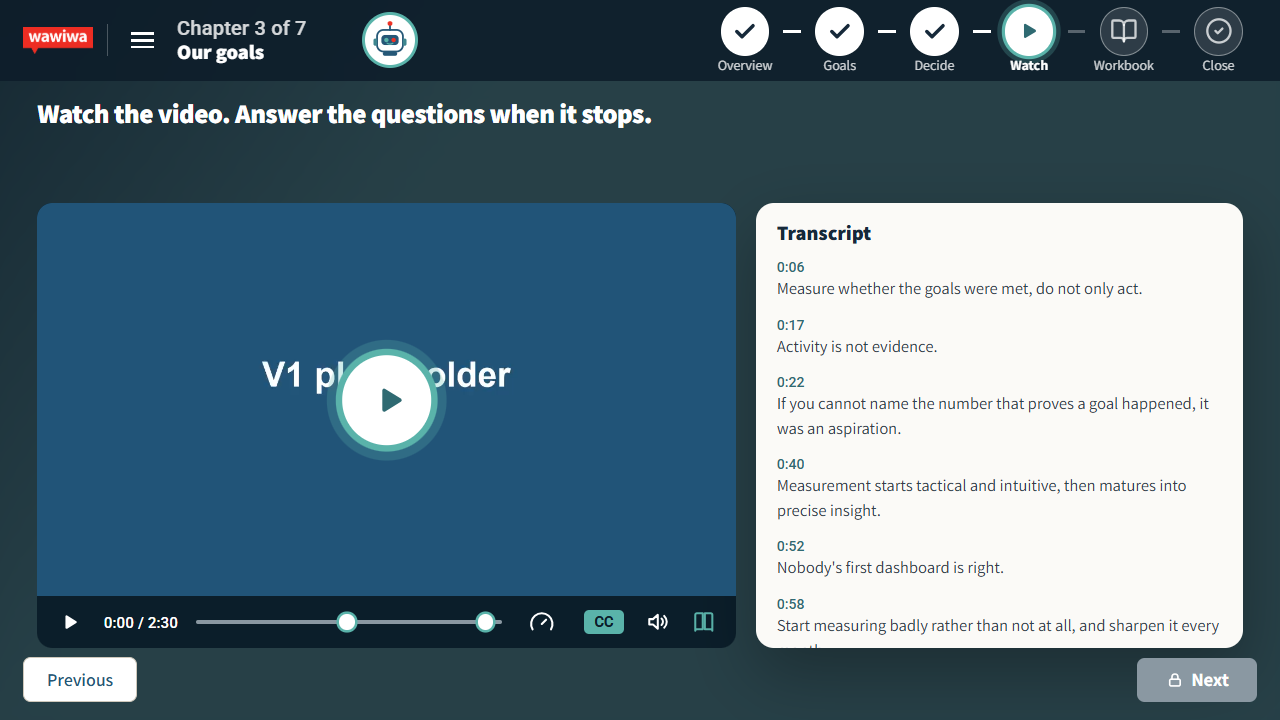 wawiwa
Chapter 3 of 7
Our goals
Overview
Goals
Decide
Watch
Workbook
Close
Watch the video. Answer the questions when it stops.
V1 pl older
0:00 / 2:30
CC
Transcript
0:06
Measure whether the goals were met, do not only act.
0:17
Activity is not evidence.
0:22
If you cannot name the number that proves a goal happened, it
was an aspiration.
0:40
Measurement starts tactical and intuitive, then matures into
precise insight.
0:52
Nobody's first dashboard is right.
0:58
Start measuring badly rather than not at all, and sharpen it every
Previous
Next